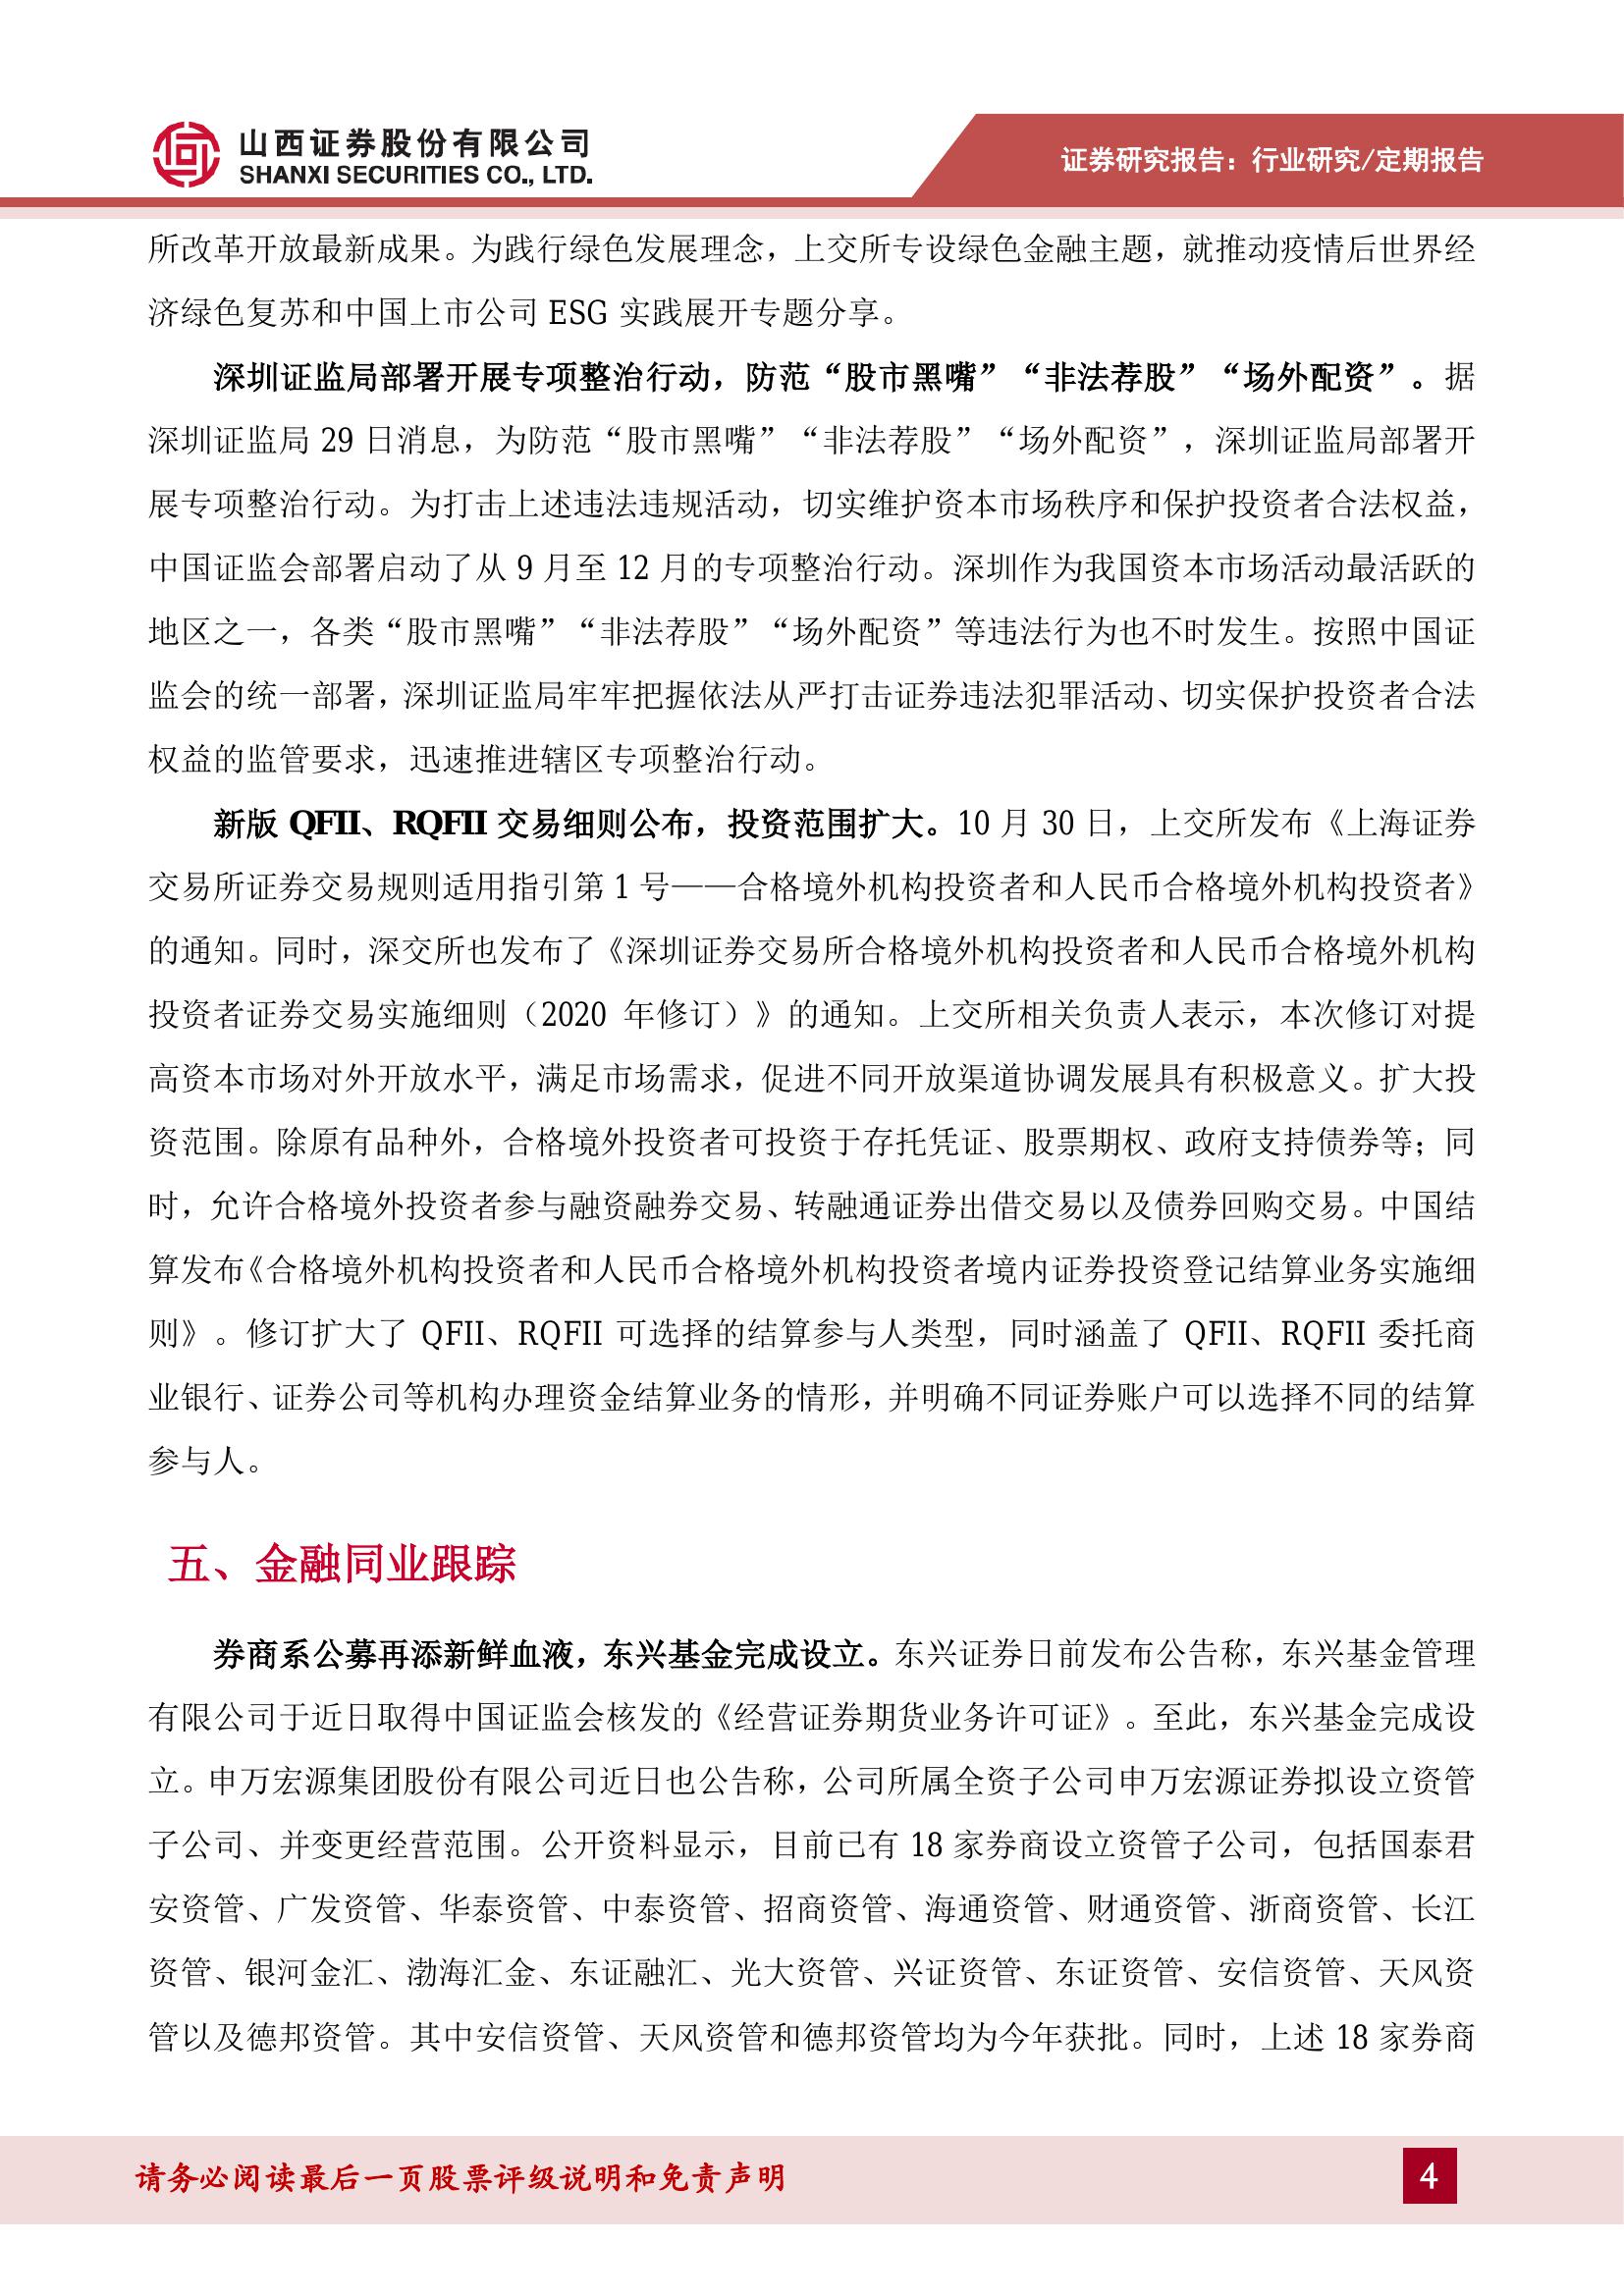 山西证券股份有限公司
SHANXI SECURITIES CO., LTD.
证券研究报告：行业研究/定期报告
所改革开放最新成果。为践行绿色发展理念，上交所专设绿色金融主题，就推动疫情后世界经
济绿色复苏和中国上市公司 ESG 实践展开专题分享。
深圳证监局部署开展专项整治行动，防范“股市黑嘴”“非法荐股”“场外配资”。据
深圳证监局 29 日消息，为防范“股市黑嘴”“非法荐股”“场外配资”，深圳证监局部署开
展专项整治行动。为打击上述违法违规活动，切实维护资本市场秩序和保护投资者合法权益，
中国证监会部署启动了从 9 月至 12 月的专项整治行动。深圳作为我国资本市场活动最活跃的
地区之一，各类“股市黑嘴”“非法荐股”“场外配资”等违法行为也不时发生。按照中国证
监会的统一部署，深圳证监局牢牢把握依法从严打击证券违法犯罪活动、切实保护投资者合法
权益的监管要求，迅速推进辖区专项整治行动。
新版 QFII、RQFII 交易细则公布，投资范围扩大。10 月 30 日，上交所发布《上海证券
交易所证券交易规则适用指引第 1 号——合格境外机构投资者和人民币合格境外机构投资者》
的通知。同时，深交所也发布了《深圳证券交易所合格境外机构投资者和人民币合格境外机构
投资者证券交易实施细则（2020 年修订）》的通知。上交所相关负责人表示，本次修订对提
高资本市场对外开放水平，满足市场需求，促进不同开放渠道协调发展具有积极意义。扩大投
资范围。除原有品种外，合格境外投资者可投资于存托凭证、股票期权、政府支持债券等；同
时，允许合格境外投资者参与融资融券交易、转融通证券出借交易以及债券回购交易。中国结
算发布《合格境外机构投资者和人民币合格境外机构投资者境内证券投资登记结算业务实施细
则》。修订扩大了 QFII、RQFII 可选择的结算参与人类型，同时涵盖了 QFII、RQFII 委托商
业银行、证券公司等机构办理资金结算业务的情形，并明确不同证券账户可以选择不同的结算
参与人。
五、金融同业跟踪
券商系公募再添新鲜血液，东兴基金完成设立。东兴证券日前发布公告称，东兴基金管理
有限公司于近日取得中国证监会核发的《经营证券期货业务许可证》。至此，东兴基金完成设
立。申万宏源集团股份有限公司近日也公告称，公司所属全资子公司申万宏源证券拟设立资管
子公司、并变更经营范围。公开资料显示，目前已有 18 家券商设立资管子公司，包括国泰君
安资管、广发资管、华泰资管、中泰资管、招商资管、海通资管、财通资管、浙商资管、长江
资管、银河金汇、渤海汇金、东证融汇、光大资管、兴证资管、东证资管、安信资管、天风资
管以及德邦资管。其中安信资管、天风资管和德邦资管均为今年获批。同时，上述 18 家券商
请务必阅读最后一页股票评级说明和免责声明
4